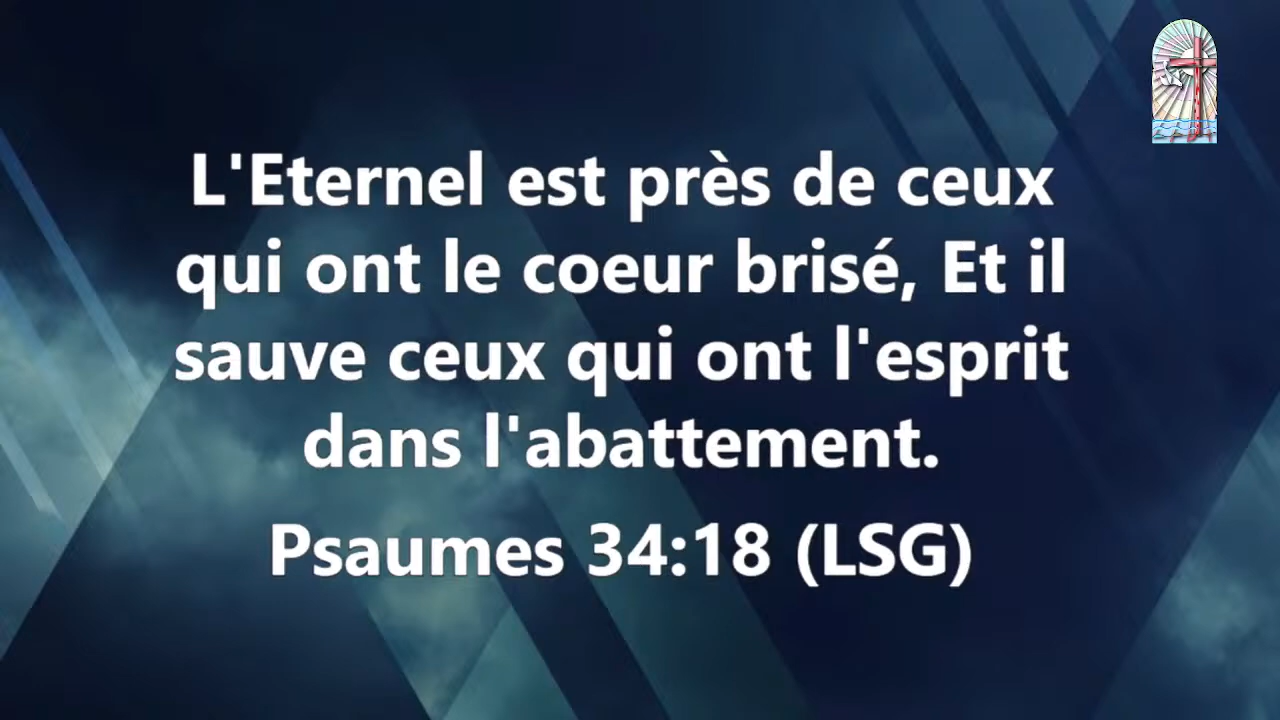 L'Eternel est près de ceux
qui ont le coeur brisé, Et il
sauve ceux qui ont l'esprit
dans l'abattement.
Psaumes 34:18 (LSG)